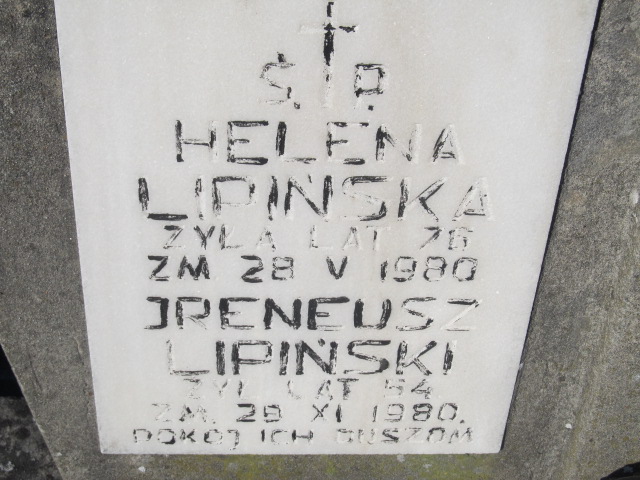 Ś. P.
HELENA
LIPIŃSKA
ŻYŁA LAT 76
ZM 28 V 1980
IRENEUSZ
LIPIŃSKI
ŻYŁ LAT 54
ZM. 28 XI 1980.
POKÓJ ICH DUSZOM